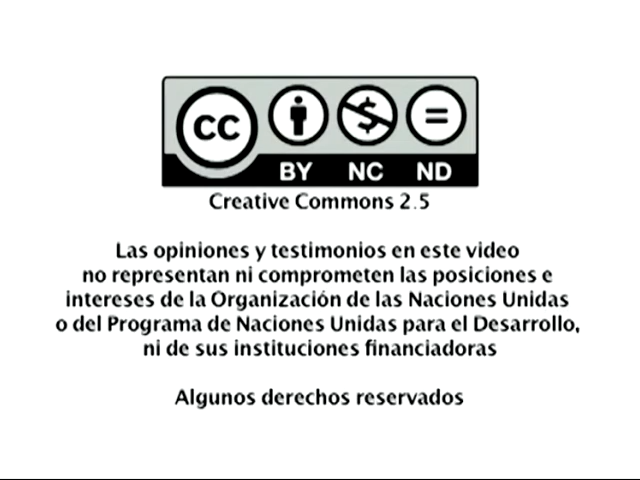 CC
BY NC ND
Creative Commons 2.5
Las opiniones y testimonios en este video
no representan ni comprometen las posiciones e
intereses de la Organización de las Naciones Unidas
o del Programa de Naciones Unidas para el Desarrollo,
ni de sus instituciones financiadoras
Algunos derechos reservados